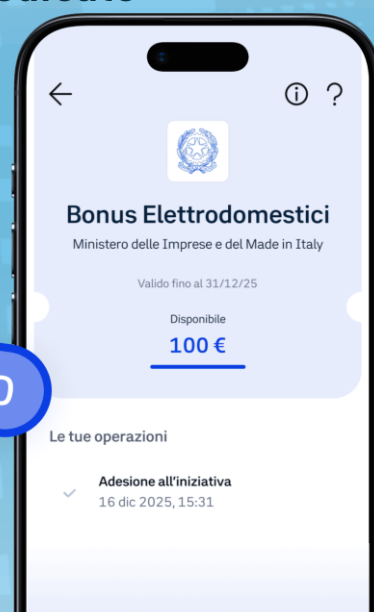 Bonus Elettrodomestici
Ministero delle Imprese e del Made in Italy
Valido fino al 31/12/25
Disponibile
100 €
Le tue operazioni
Adesione all'iniziativa
16 dic 2025, 15:31